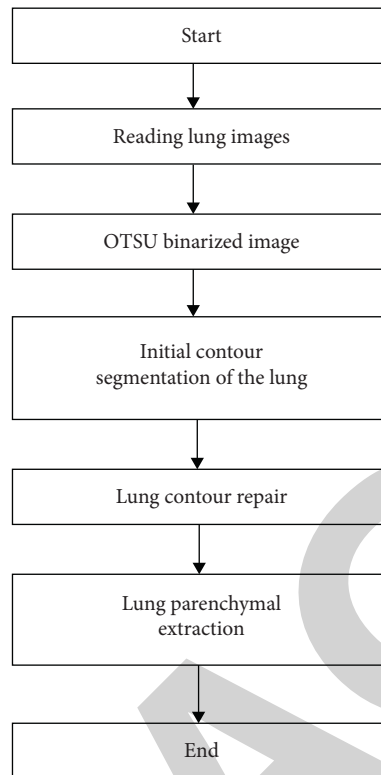 Start
Reading lung images
OTSU binarized image
Initial contour
segmentation of the lung
Lung contour repair
Lung parenchymal
extraction
End